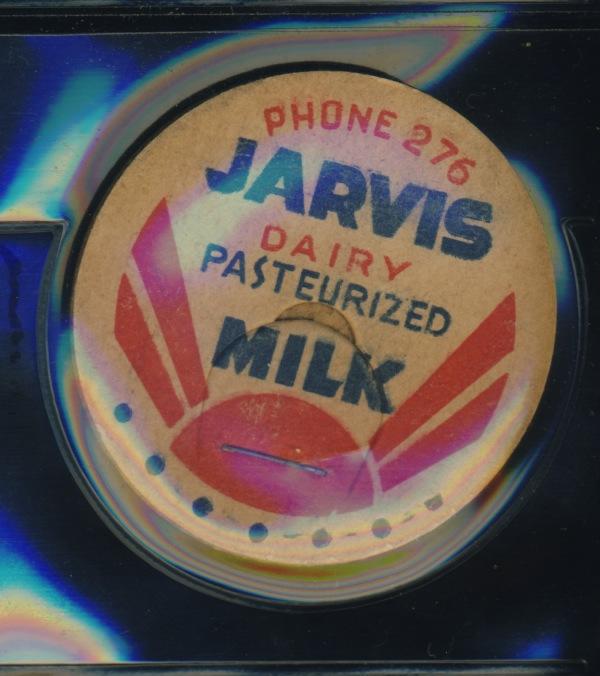 PHONE 276
JARVIS
DAIRY
PASTEURIZED
MILK